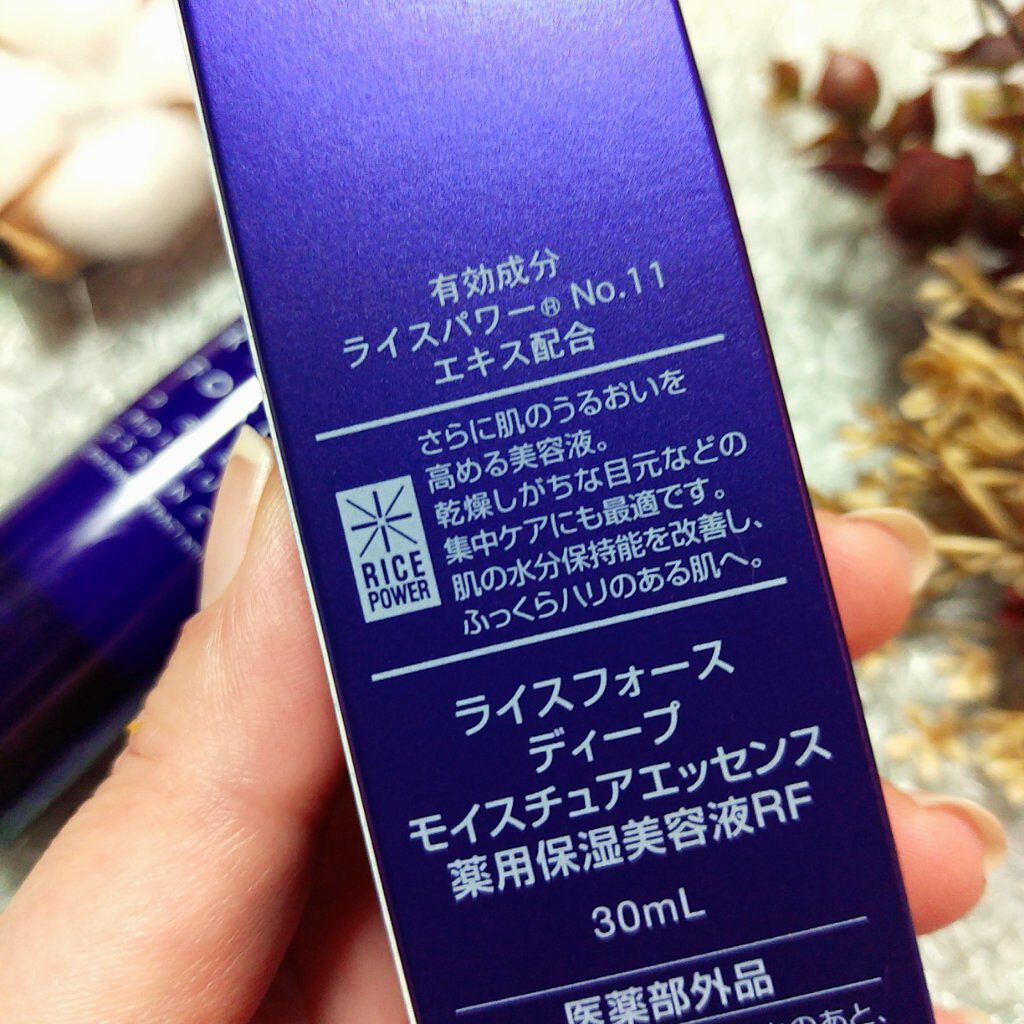 有効成分
ライスパワー® No.11
エキス配合
さらに肌のうるおいを
高める美容液。
乾燥しがちな目元などの
集中ケアにも最適です。
肌の水分保持能を改善し、
ふっくらハリのある肌へ。
RICE
POWER
ライスフォース
ディープ
モイスチュアエッセンス
薬用保湿美容液RF
30mL
医薬部外品
のあと、